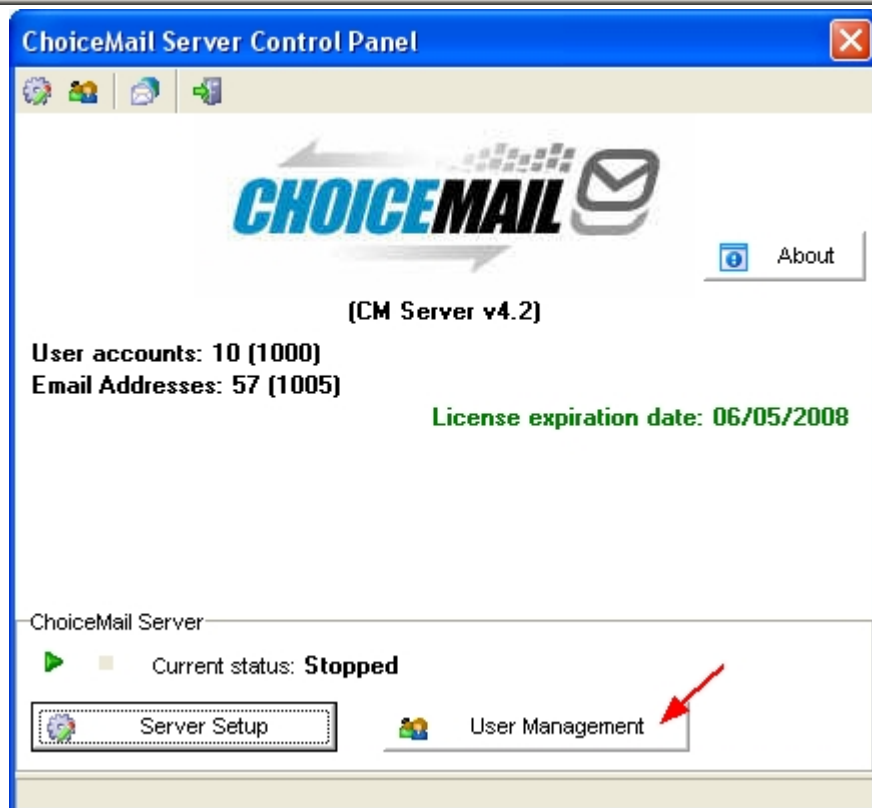 ChoiceMail Server Control Panel
CHOICEMAIL
About
(CM Server v4.2)
User accounts: 10 (1000)
Email Addresses: 57 (1005)
License expiration date: 06/05/2008
ChoiceMail Server
Current status: Stopped
Server Setup
User Management